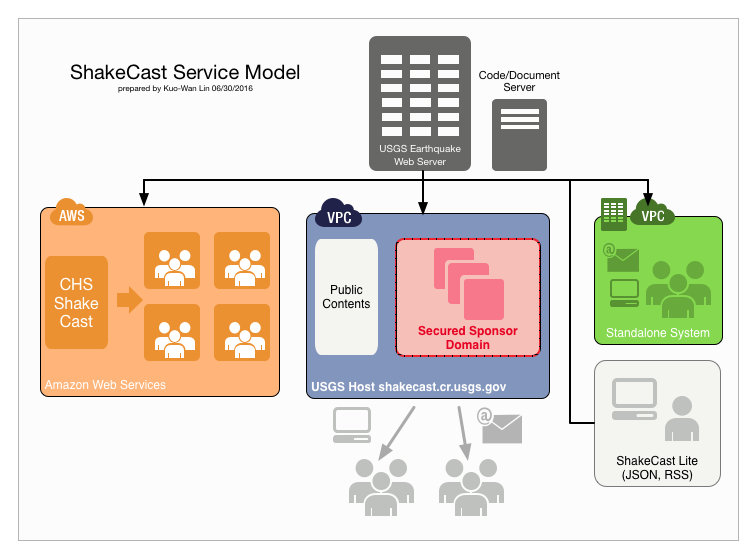 ShakeCast Service Model
prepared by Kuo-Wan Lin 06/30/2016
USGS Earthquake
Web Server
Code/Document
Server
AWS
CHS
Shake
Cast
Amazon Web Services
VPC
Public
Contents
Secured Sponsor
Domain
USGS Host shakecast.cr.usgs.gov
@
VPC
@
Standalone System
ShakeCast Lite
(JSON, RSS)